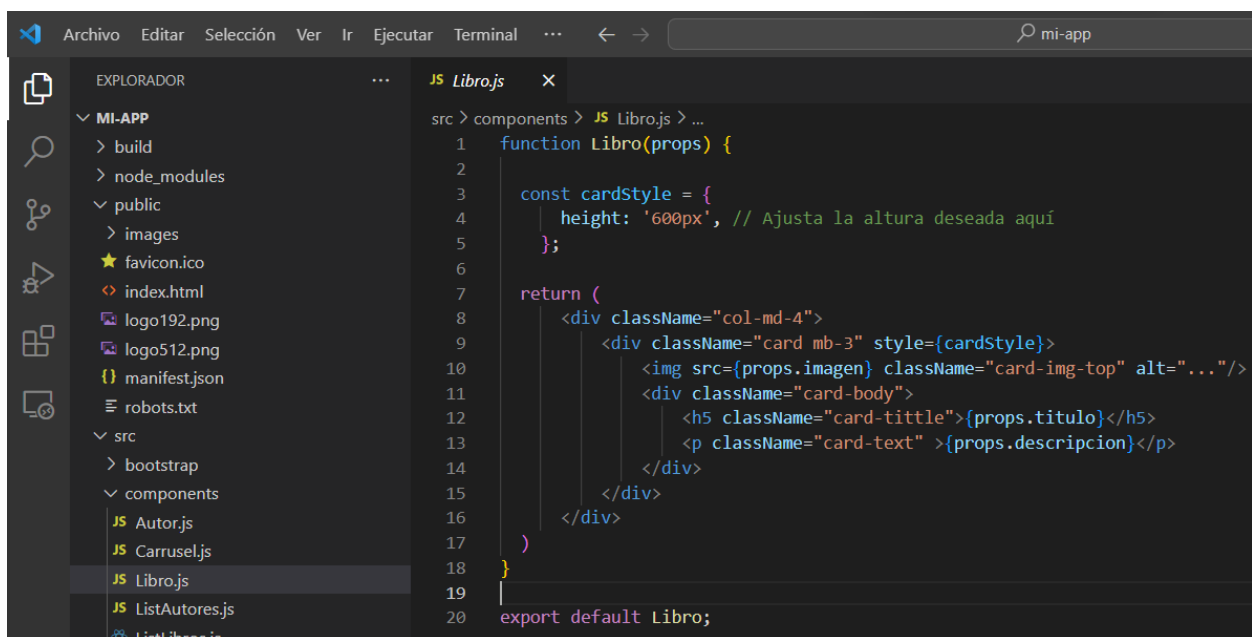 Archivo Editar Selección Ver Ir Ejecutar Terminal ··· ← → mi-app
EXPLORADOR ···
MI-APP
> build
> node_modules
public
> images
favicon.ico
<> index.html
logo192.png
logo512.png
{} manifest.json
robots.txt
src
> bootstrap
components
JS Autor.js
JS Carrusel.js
JS Libro.js
JS ListAutores.js
JS Libro.js ×
src > components > JS Libro.js > ...
1 function Libro(props) {
2
3 const cardStyle = {
4 height: '600px', // Ajusta la altura deseada aquí
5 };
6
7 return (
8 <div className="col-md-4">
9 <div className="card mb-3" style={cardStyle}>
10 <img src={props.imagen} className="card-img-top" alt="..."/>
11 <div className="card-body">
12 <h5 className="card-tittle">{props.titulo}</h5>
13 <p className="card-text" >{props.descripcion}</p>
14 </div>
15 </div>
16 </div>
17 )
18 }
19
20 export default Libro;